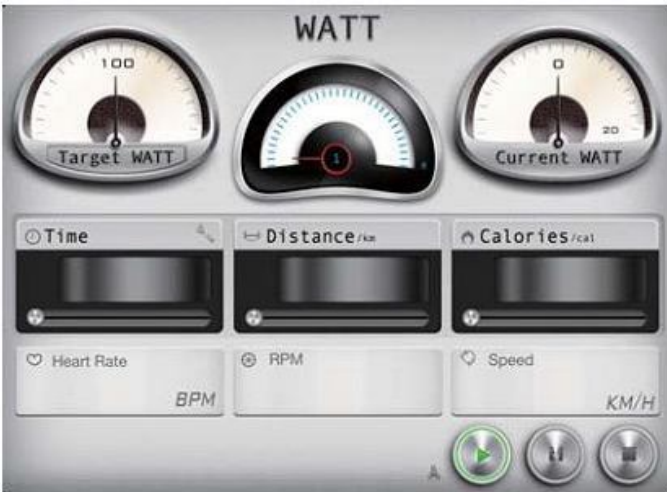 WATT
100
Target WATT
1
0
20
Current WATT
Time
Distance/km
Calories/cal
Heart Rate
BPM
RPM
Speed
KM/H